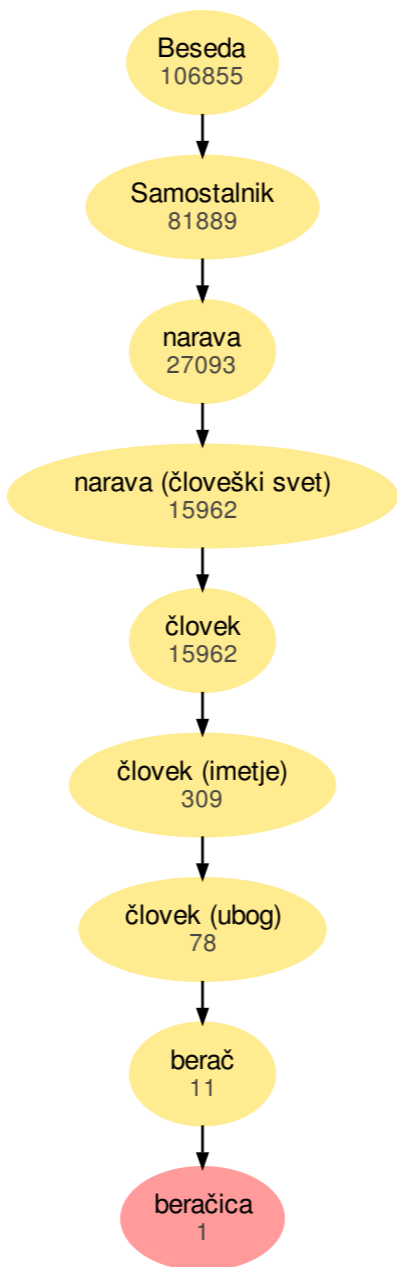 Beseda
106855
Samostalnik
81889
narava
27093
narava (človeški svet)
15962
človek
15962
človek (imetje)
309
človek (ubog)
78
berač
11
beračica
1